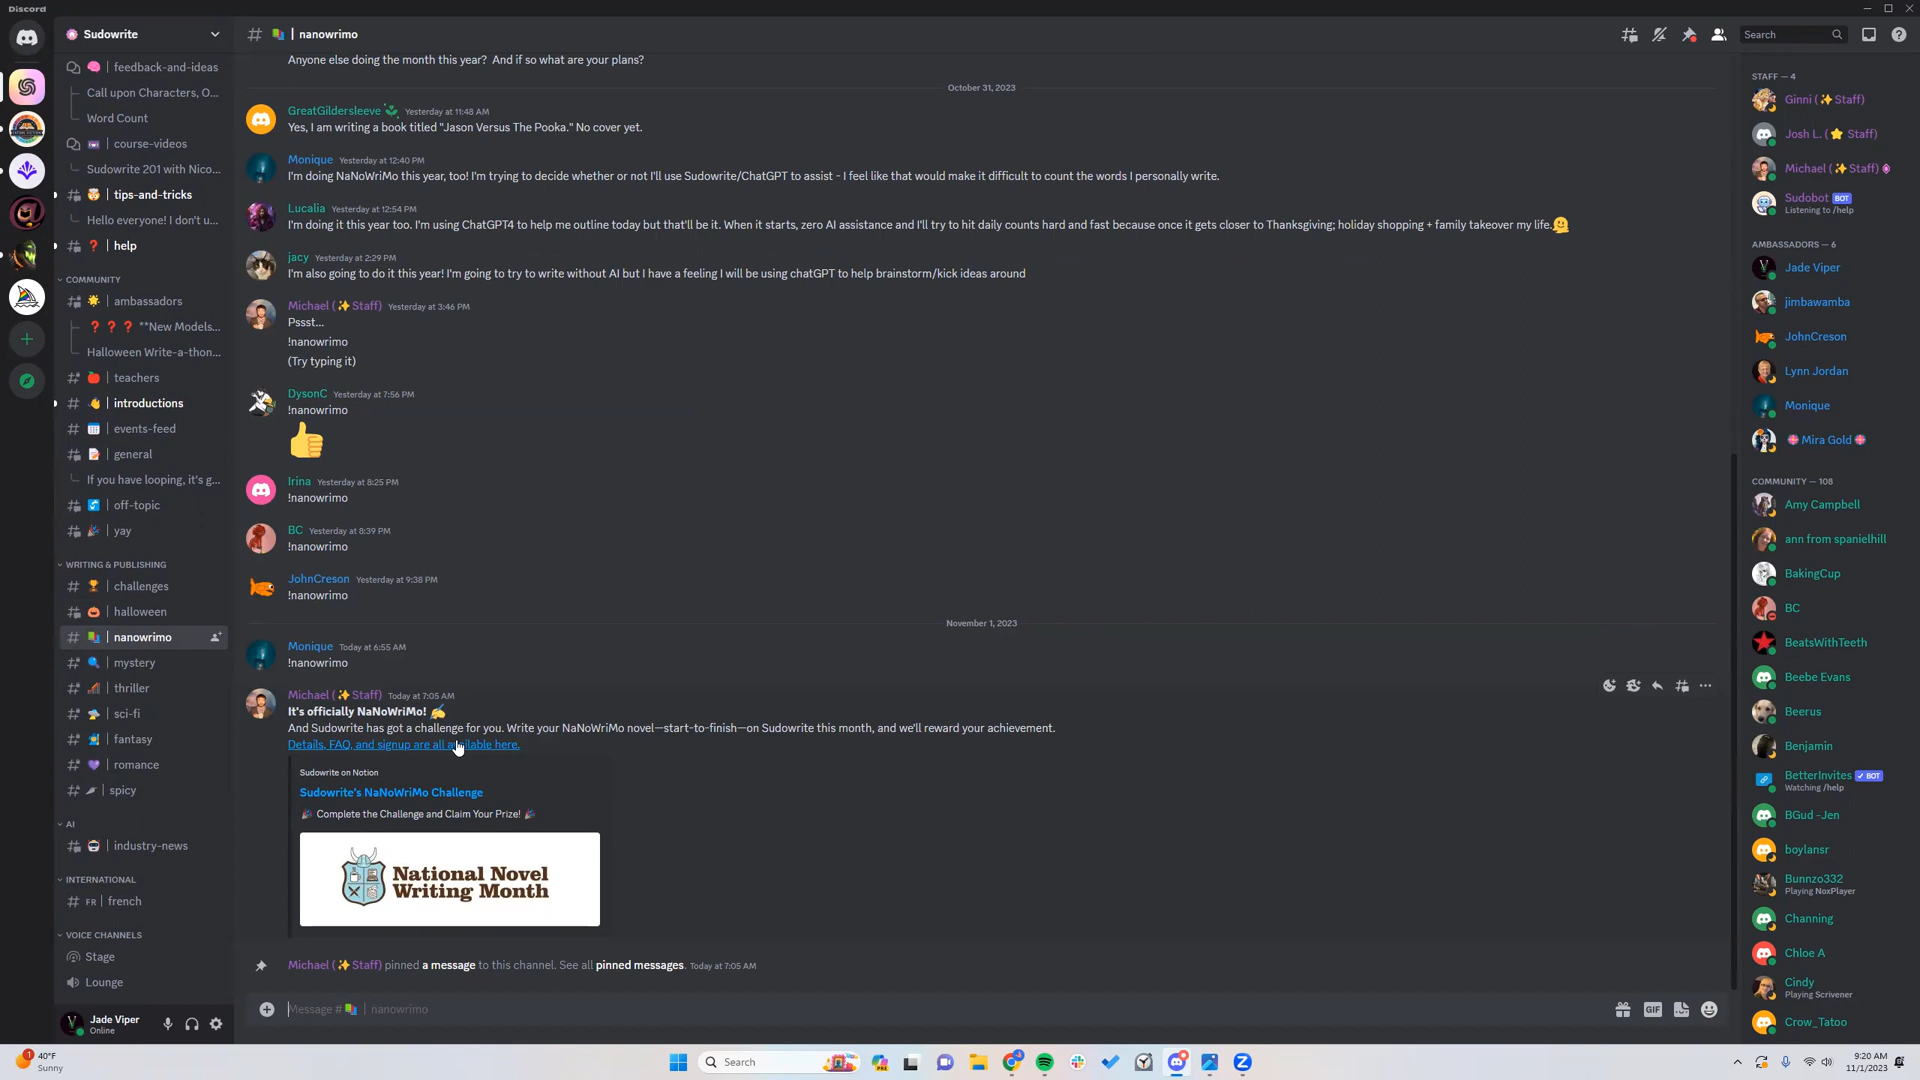 Discord
Sudowrite
feedback-and-ideas
Call upon Characters, O...
Word Count
course-videos
Sudowrite 201 with Nico...
tips-and-tricks
Hello everyone! I don't u...
help
COMMUNITY
ambassadors
**New Models...
Halloween Write-a-thon...
teachers
introductions
events-feed
general
If you have looping, it's g...
off-topic
yay
WRITING & PUBLISHING
challenges
halloween
nanowrimo
mystery
thriller
sci-fi
fantasy
romance
spicy
AI
industry-news
INTERNATIONAL
FR | french
VOICE CHANNELS
Stage
Lounge
Jade Viper
Online
# | nanowrimo
Search
Anyone else doing the month this year? And if so what are your plans?
October 31, 2023
GreatGildersleeve Yesterday at 11:48 AM
Yes, I am writing a book titled "Jason Versus The Pooka." No cover yet.
Monique Yesterday at 12:40 PM
I'm doing NaNoWriMo this year, too! I'm trying to decide whether or not I'll use Sudowrite/ChatGPT to assist - I feel like that would make it difficult to count the words I personally write.
Lucalia Yesterday at 12:54 PM
I'm doing it this year too. I'm using ChatGPT4 to help me outline today but that'll be it. When it starts, zero AI assistance and I'll try to hit daily counts hard and fast because once it gets closer to Thanksgiving; holiday shopping + family takeover my life.
jacy Yesterday at 2:29 PM
I'm also going to do it this year! I'm going to try to write without AI but I have a feeling I will be using chatGPT to help brainstorm/kick ideas around
Michael (✨Staff) Yesterday at 3:46 PM
Pssst...
!nanowrimo
(Try typing it)
DysonC Yesterday at 7:56 PM
!nanowrimo
Irina Yesterday at 8:25 PM
!nanowrimo
BC Yesterday at 8:39 PM
!nanowrimo
JohnCreson Yesterday at 9:38 PM
!nanowrimo
November 1, 2023
Monique Today at 6:55 AM
!nanowrimo
Michael (✨Staff) Today at 7:05 AM
It's officially NaNoWriMo! ✍
And Sudowrite has got a challenge for you. Write your NaNoWriMo novel—start-to-finish—on Sudowrite this month, and we'll reward your achievement.
Details, FAQ, and signup are all available here.
Sudowrite on Notion
Sudowrite's NaNoWriMo Challenge
🎉 Complete the Challenge and Claim Your Prize! 🎉
National Novel
Writing Month
Michael (✨Staff) pinned a message to this channel. See all pinned messages. Today at 7:05 AM
Message # | nanowrimo
GIF
STAFF — 4
Ginni (✨Staff)
Josh L. (⭐ Staff)
Michael (✨Staff)
Sudobot BOT
Listening to /help
AMBASSADORS — 6
Jade Viper
jimbawamba
JohnCreson
Lynn Jordan
Monique
Mira Gold
COMMUNITY — 108
Amy Campbell
ann from spanielhill
BakingCup
BC
BeatsWithTeeth
Beebe Evans
Beerus
Benjamin
BetterInvites ✓ BOT
Watching /help
BGud -Jen
boylansr
Bunnzo332
Playing NoxPlayer
Channing
Chloe A
Cindy
Playing Scrivener
Crow_Tatoo
1
40°F
Sunny
Search
9:20 AM
11/1/2023